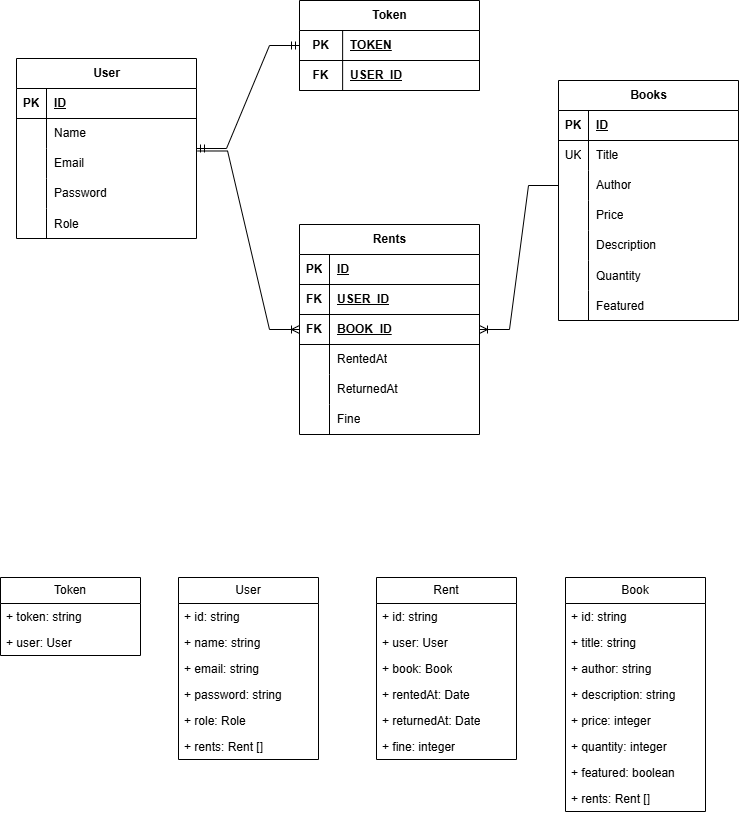 Token
PK TOKEN
FK USER_ID
User
PK ID
Name
Email
Password
Role
Books
PK ID
UK Title
Author
Price
Description
Quantity
Featured
Rents
PK ID
FK USER_ID
FK BOOK_ID
RentedAt
ReturnedAt
Fine
Token
+ token: string
+ user: User
User
+ id: string
+ name: string
+ email: string
+ password: string
+ role: Role
+ rents: Rent []
Rent
+ id: string
+ user: User
+ book: Book
+ rentedAt: Date
+ returnedAt: Date
+ fine: integer
Book
+ id: string
+ title: string
+ author: string
+ description: string
+ price: integer
+ quantity: integer
+ featured: boolean
+ rents: Rent []